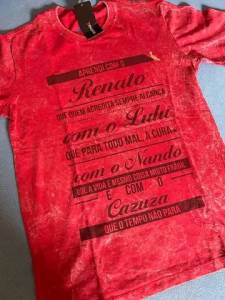 APRENDI COM O
Renato
QUE QUEM ACREDITA SEMPRE ALCANÇA
com o Lulu
QUE PARA TODO MAL, A CURA
com o Nando
QUE A VIDA É MESMO COISA MUITO FRÁGIL
E COM O
Cazuza
QUE O TEMPO NÃO PARA